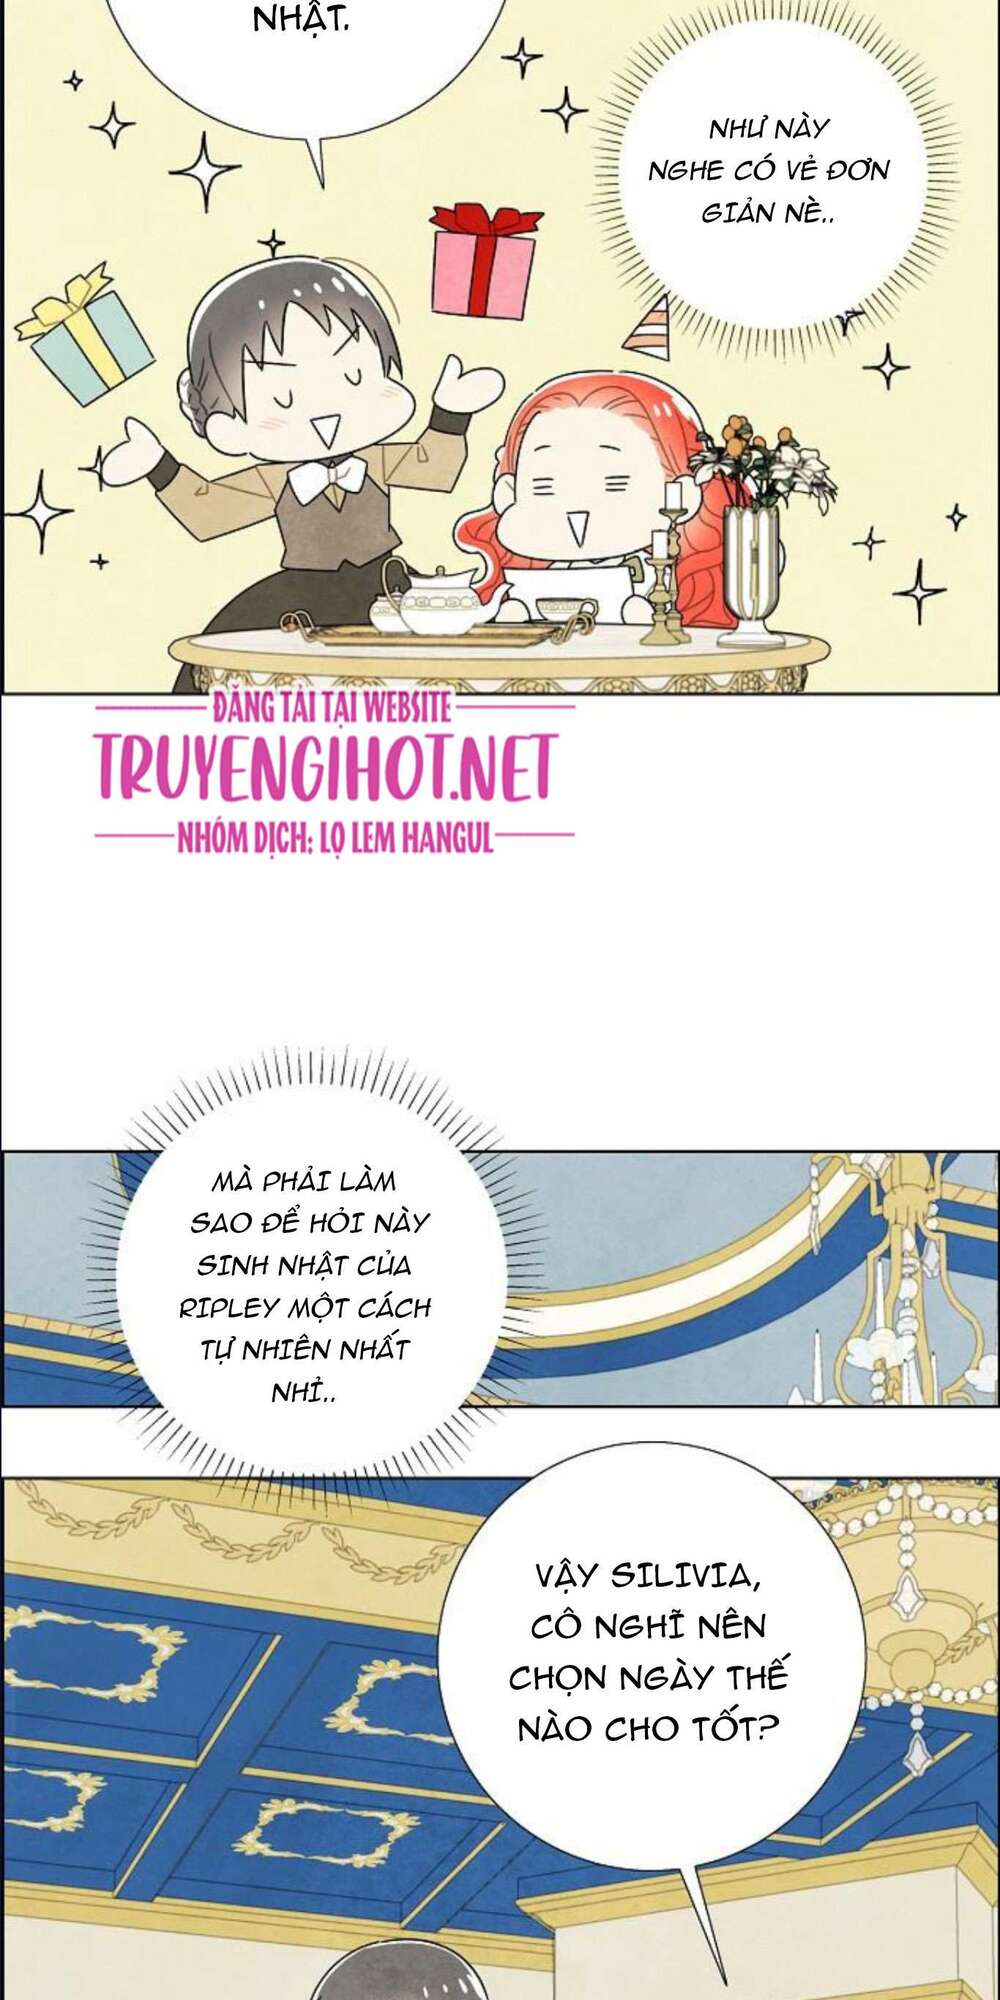 NHẬT.
NHƯ NÀY
NGHE CÓ VẺ ĐƠN
GIẢN NÈ..
ĐĂNG TẢI TẠI WEBSITE
TRUYENGIHOT.NET
NHÓM DỊCH: LỌ LEM HANGUL
MÀ PHẢI LÀM
SAO ĐỂ HỎI NÀY
SINH NHẬT CỦA
RIPLEY MỘT CÁCH
TỰ NHIÊN NHẤT
NHỈ..
VẬY SILIVIA,
CÔ NGHĨ NÊN
CHỌN NGÀY THẾ
NÀO CHO TỐT?